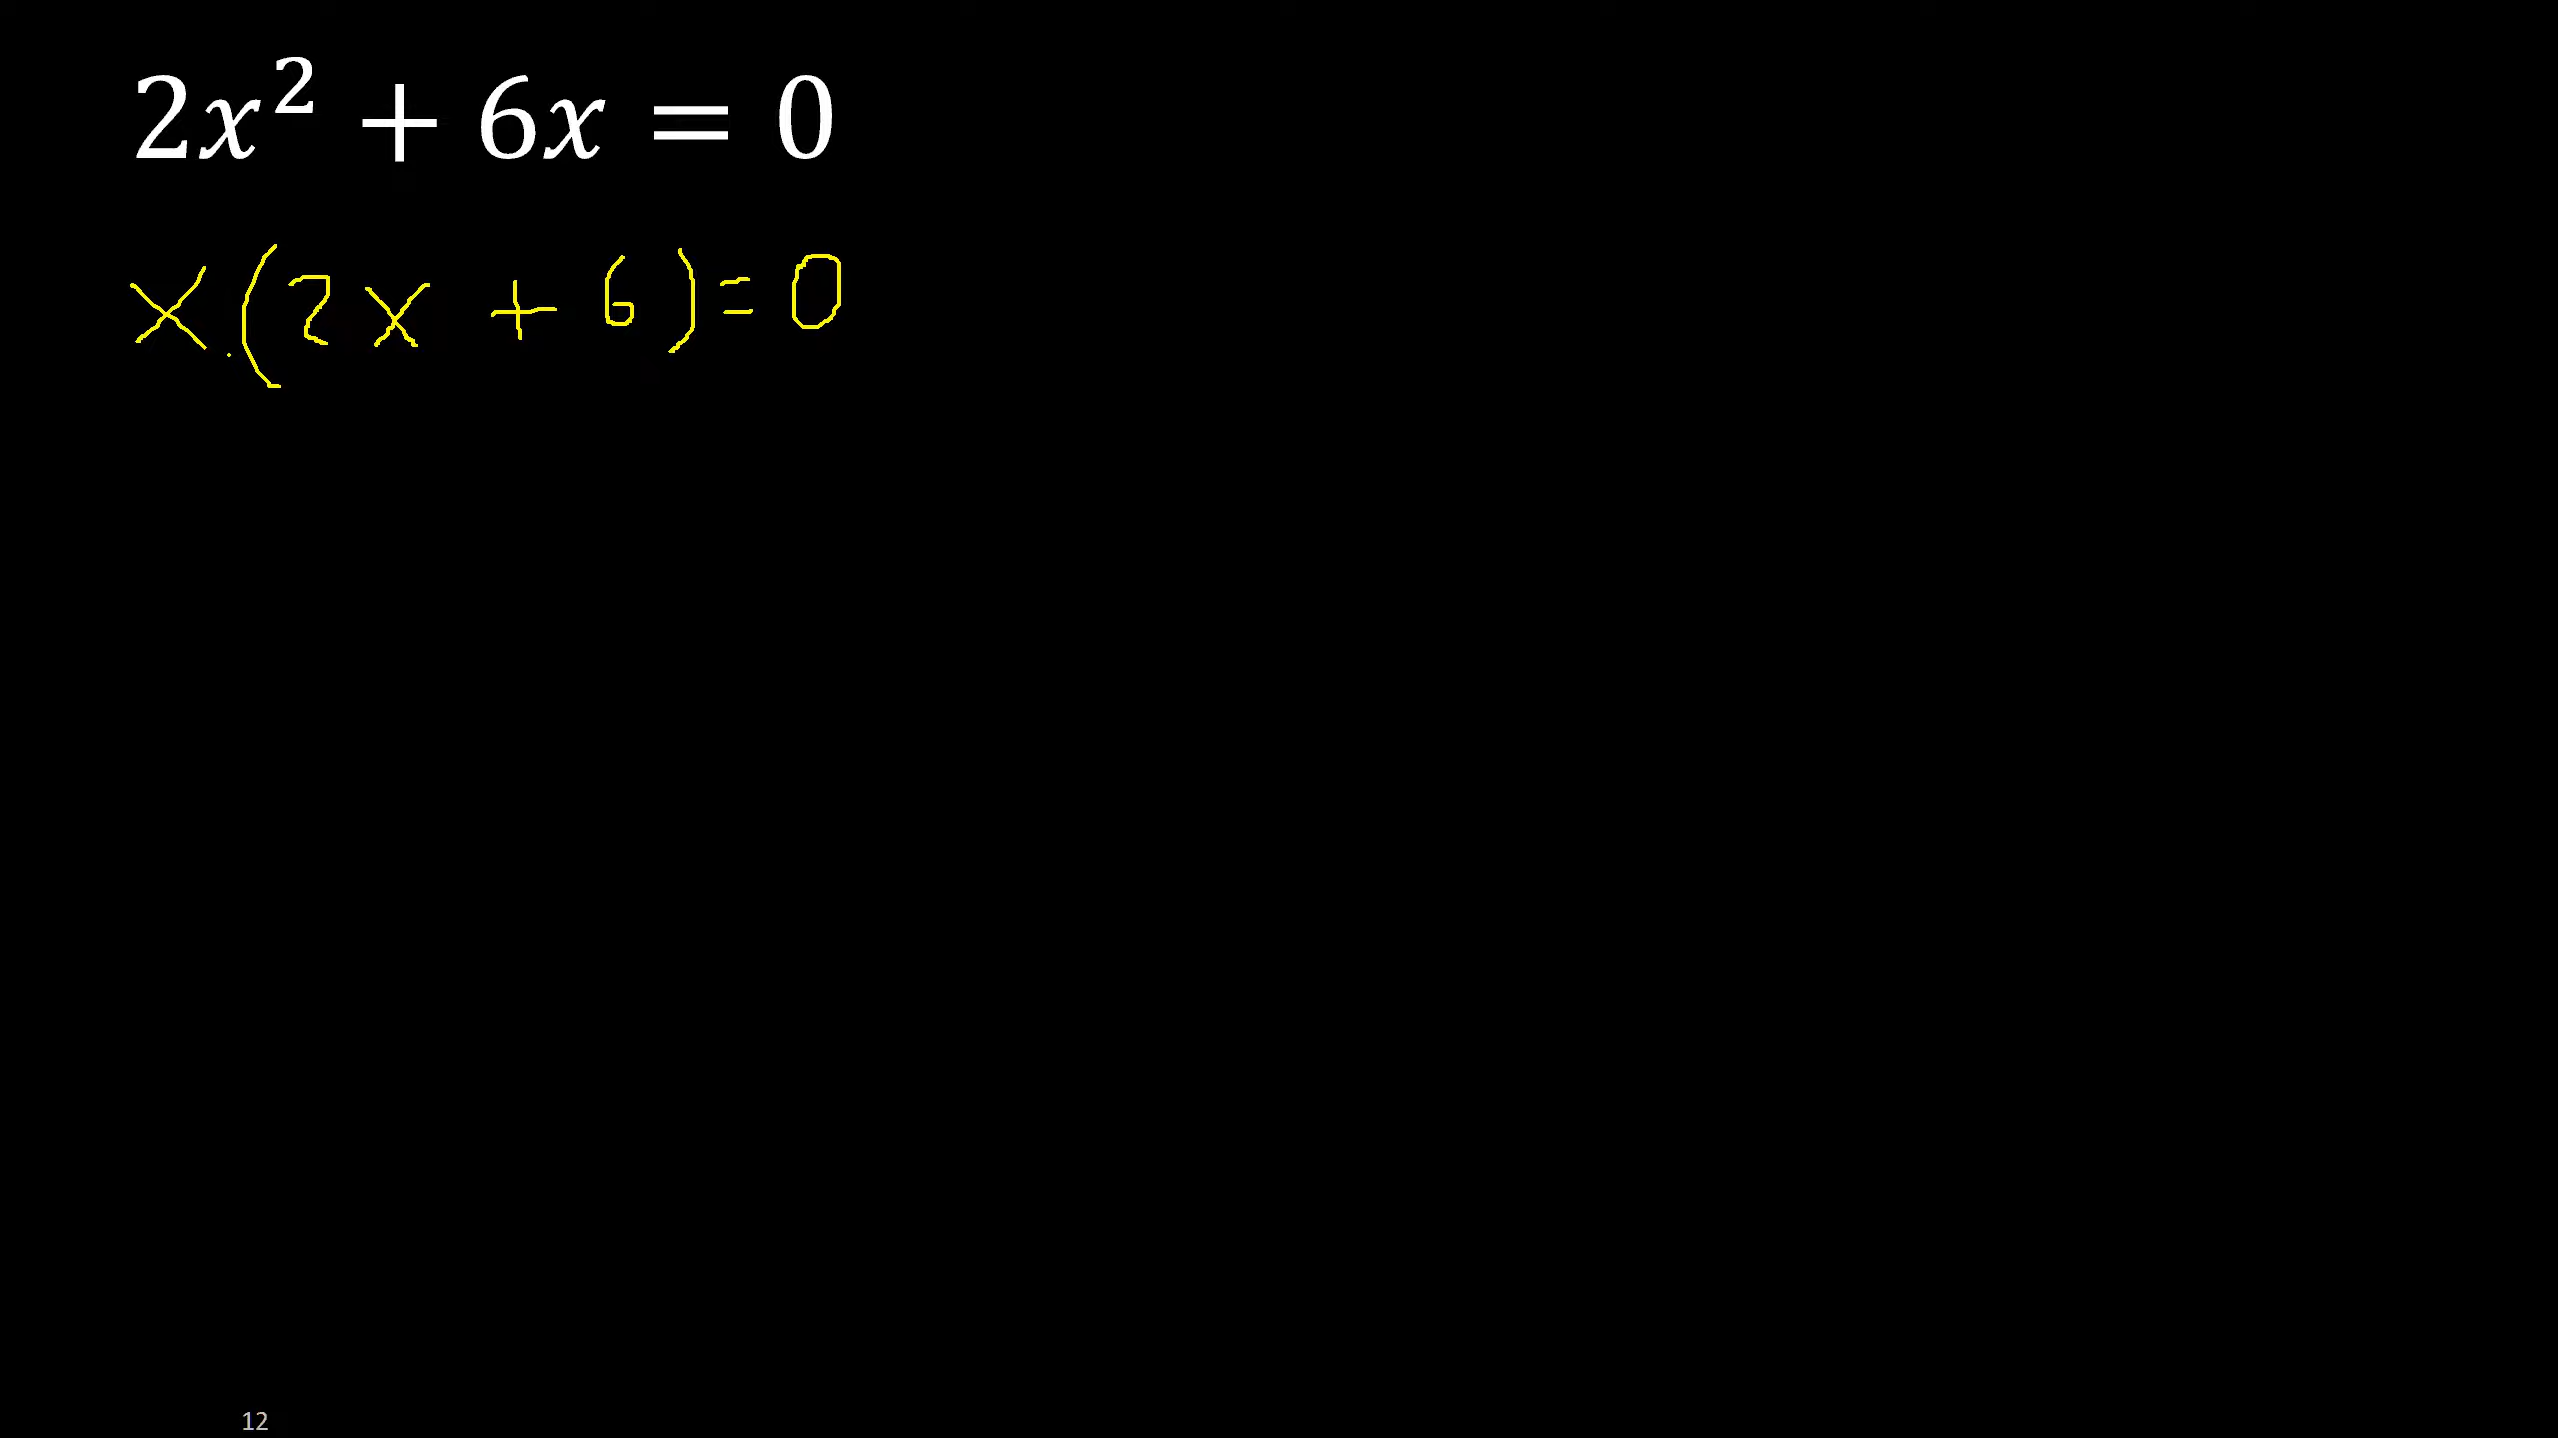 2x² + 6x = 0
x.(2x + 6) = 0
12